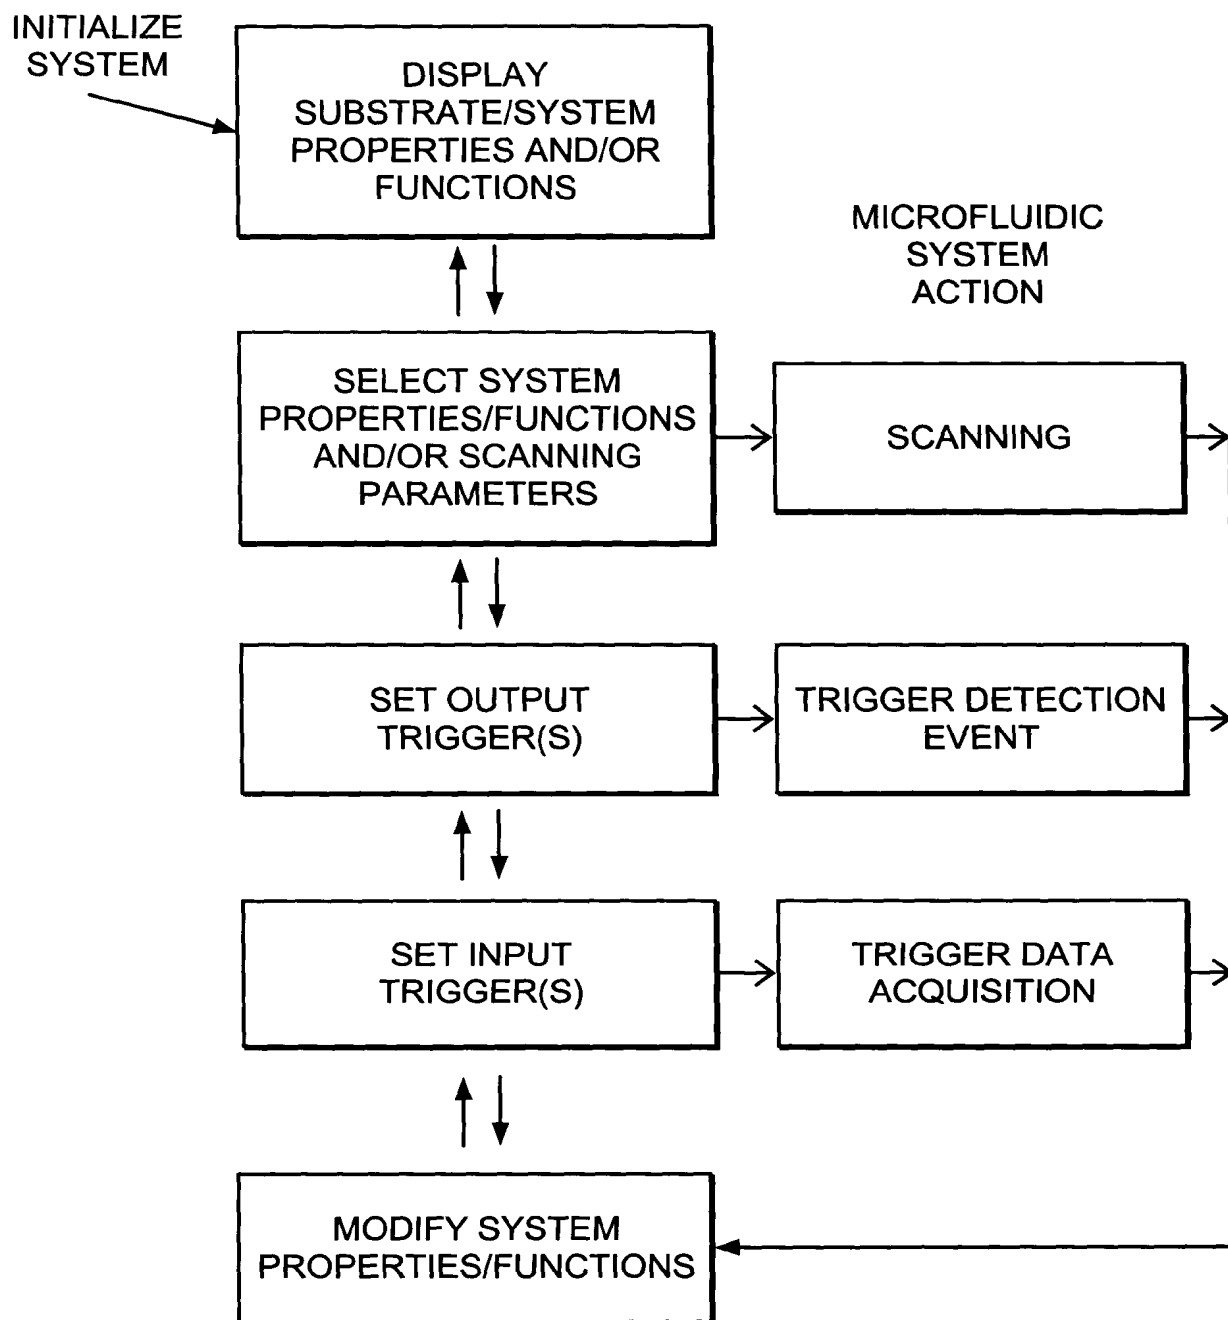 INITIALIZE
SYSTEM
DISPLAY
SUBSTRATE/SYSTEM
PROPERTIES AND/OR
FUNCTIONS
MICROFLUIDIC
SYSTEM
ACTION
SELECT SYSTEM
PROPERTIES/FUNCTIONS
AND/OR SCANNING
PARAMETERS
SCANNING
SET OUTPUT
TRIGGER(S)
TRIGGER DETECTION
EVENT
SET INPUT
TRIGGER(S)
TRIGGER DATA
ACQUISITION
MODIFY SYSTEM
PROPERTIES/FUNCTIONS